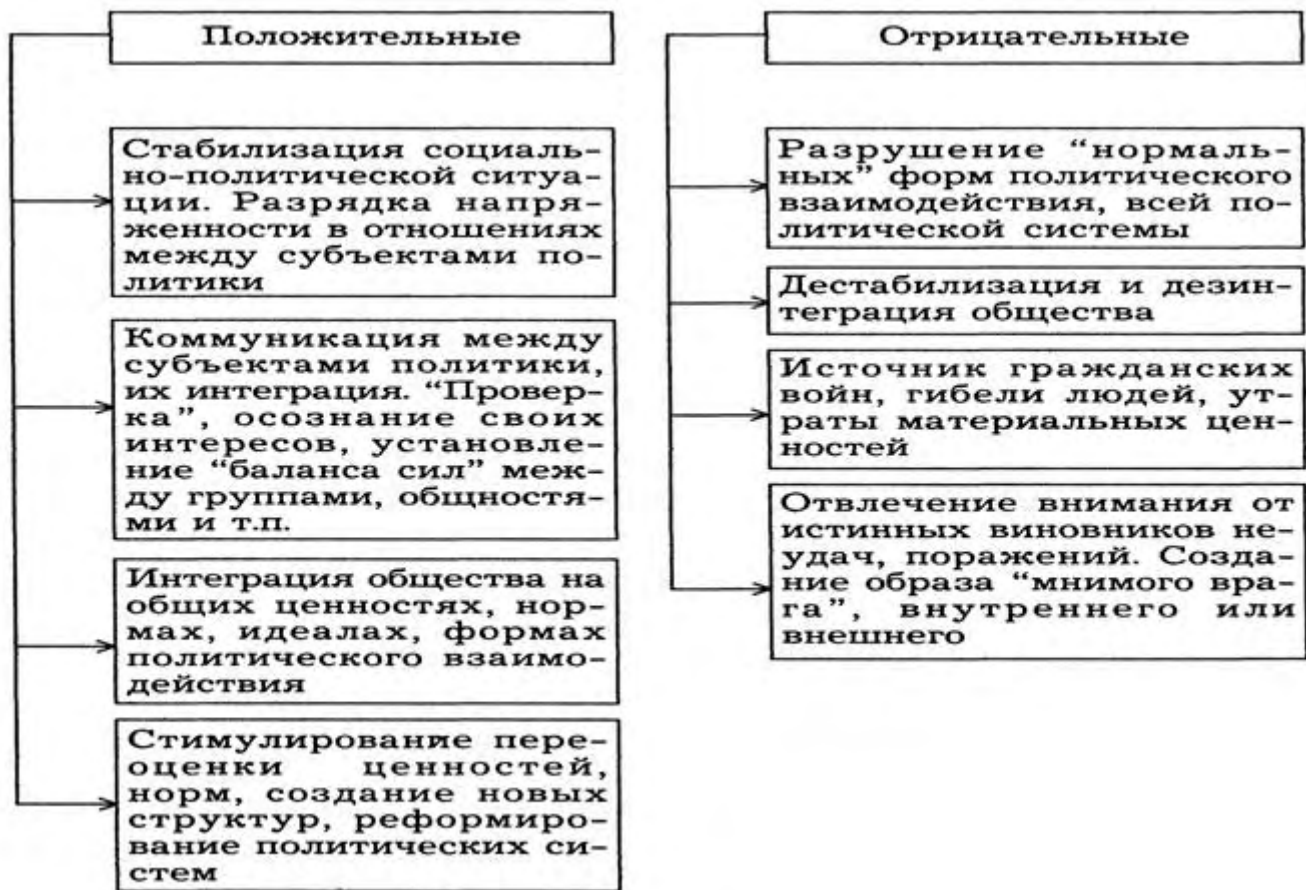 Положительные
Стабилизация социаль-
но-политической ситуа-
ции. Разрядка напря-
женности в отношениях
между субъектами по-
литики
Коммуникация между
субъектами политики,
их интеграция. “Провер-
ка”, осознание своих
интересов, установле-
ние “баланса сил” меж-
ду группами, общностя-
ми и т.п.
Интеграция общества на
общих ценностях, нор-
мах, идеалах, формах
политического взаимо-
действия
Стимулирование пере-
оценки ценностей,
норм, создание новых
структур, реформиро-
вание политических си-
стем
Отрицательные
Разрушение “нормаль-
ных” форм политического
взаимодействия, всей по-
литической системы
Дестабилизация и дезин-
теграция общества
Источник гражданских
войн, гибели людей, ут-
раты материальных цен-
ностей
Отвлечение внимания от
истинных виновников не-
удач, поражений. Созда-
ние образа “мнимого вра-
га”, внутреннего или
внешнего